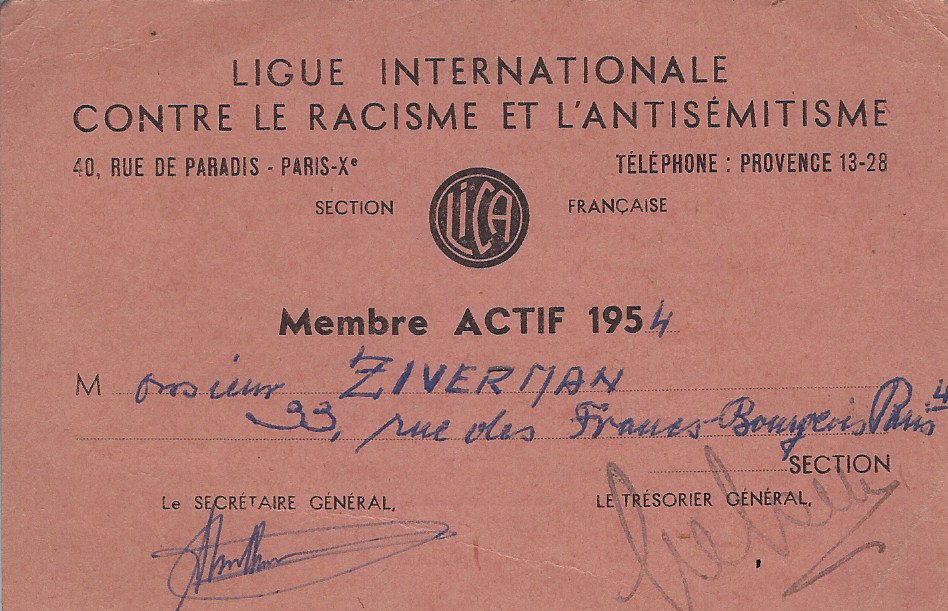 LIGUE INTERNATIONALE
CONTRE LE RACISME ET L'ANTISÉMITISME
40, RUE DE PARADIS - PARIS-Xe TÉLÉPHONE : PROVENCE 13-28
SECTION LICA FRANÇAISE
Membre ACTIF 1954
Monsieur ZIVERMAN
33, rue des Francs-Bourgeois Paris 4
SECTION
Le SECRÉTAIRE GÉNÉRAL, LE TRÉSORIER GÉNÉRAL,